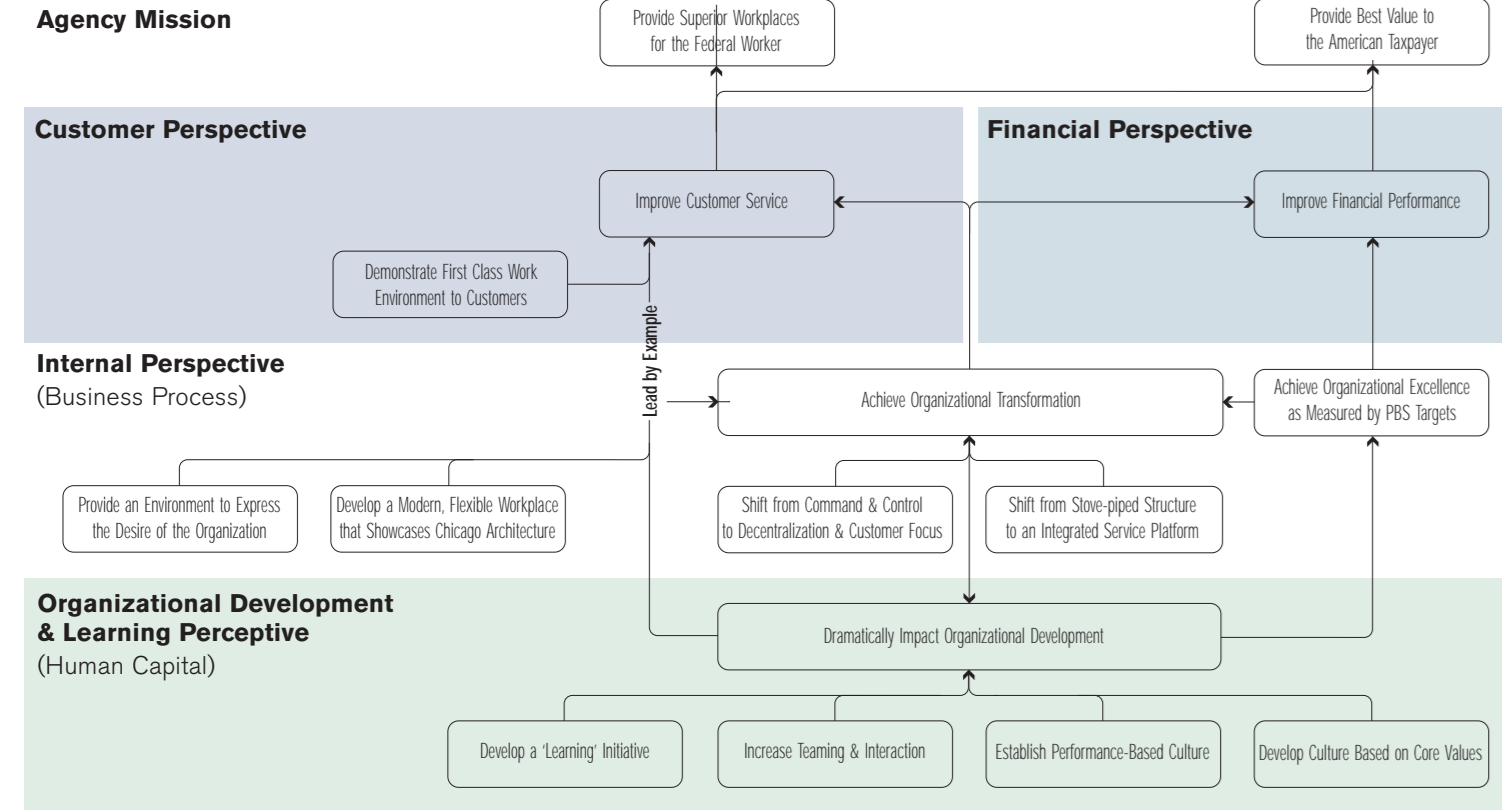 Agency Mission
Provide Superior Workplaces
for the Federal Worker
Provide Best Value to
the American Taxpayer
Customer Perspective
Financial Perspective
Improve Customer Service
Improve Financial Performance
Demonstrate First Class Work
Environment to Customers
Lead by Example
Internal Perspective
(Business Process)
Achieve Organizational Transformation
Achieve Organizational Excellence
as Measured by PBS Targets
Provide an Environment to Express
the Desire of the Organization
Develop a Modern, Flexible Workplace
that Showcases Chicago Architecture
Shift from Command & Control
to Decentralization & Customer Focus
Shift from Stove-piped Structure
to an Integrated Service Platform
Organizational Development
& Learning Perceptive
(Human Capital)
Dramatically Impact Organizational Development
Develop a ‘Learning’ Initiative
Increase Teaming & Interaction
Establish Performance-Based Culture
Develop Culture Based on Core Values